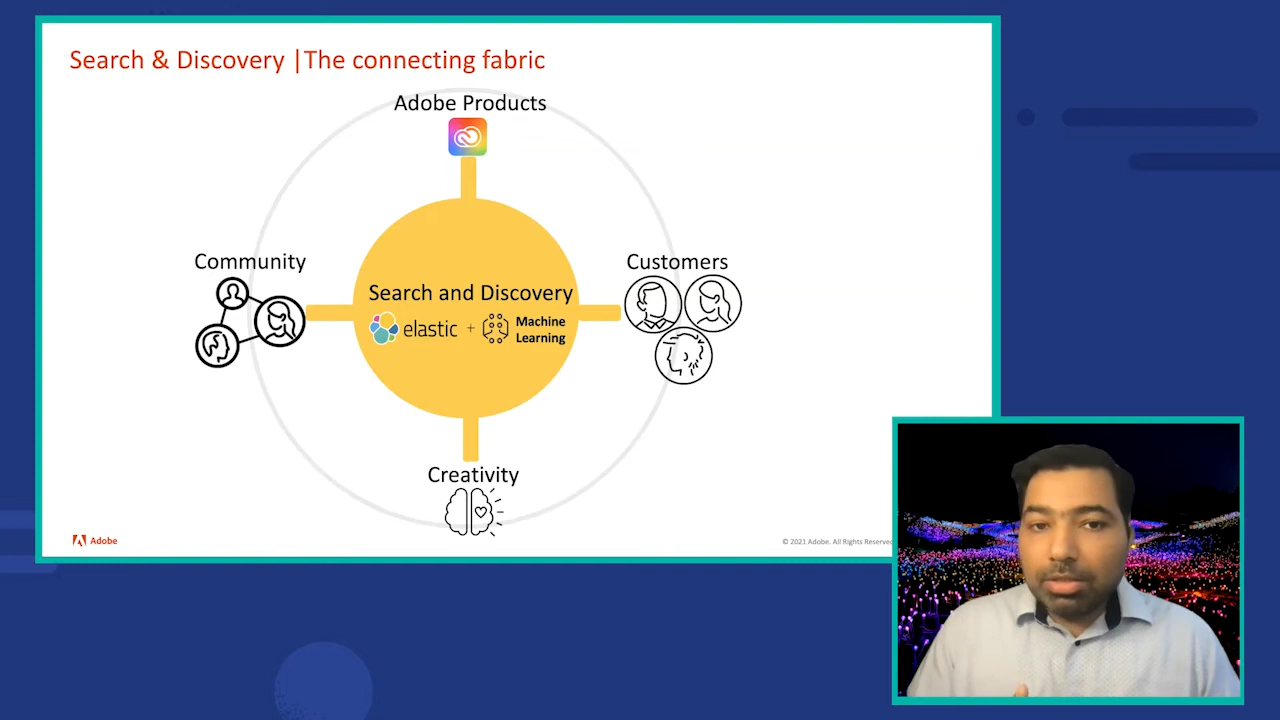 Search & Discovery |The connecting fabric
Adobe Products
Community
Customers
Search and Discovery
elastic + Machine Learning
Creativity
Adobe
© 2021 Adobe. All Rights Reserved